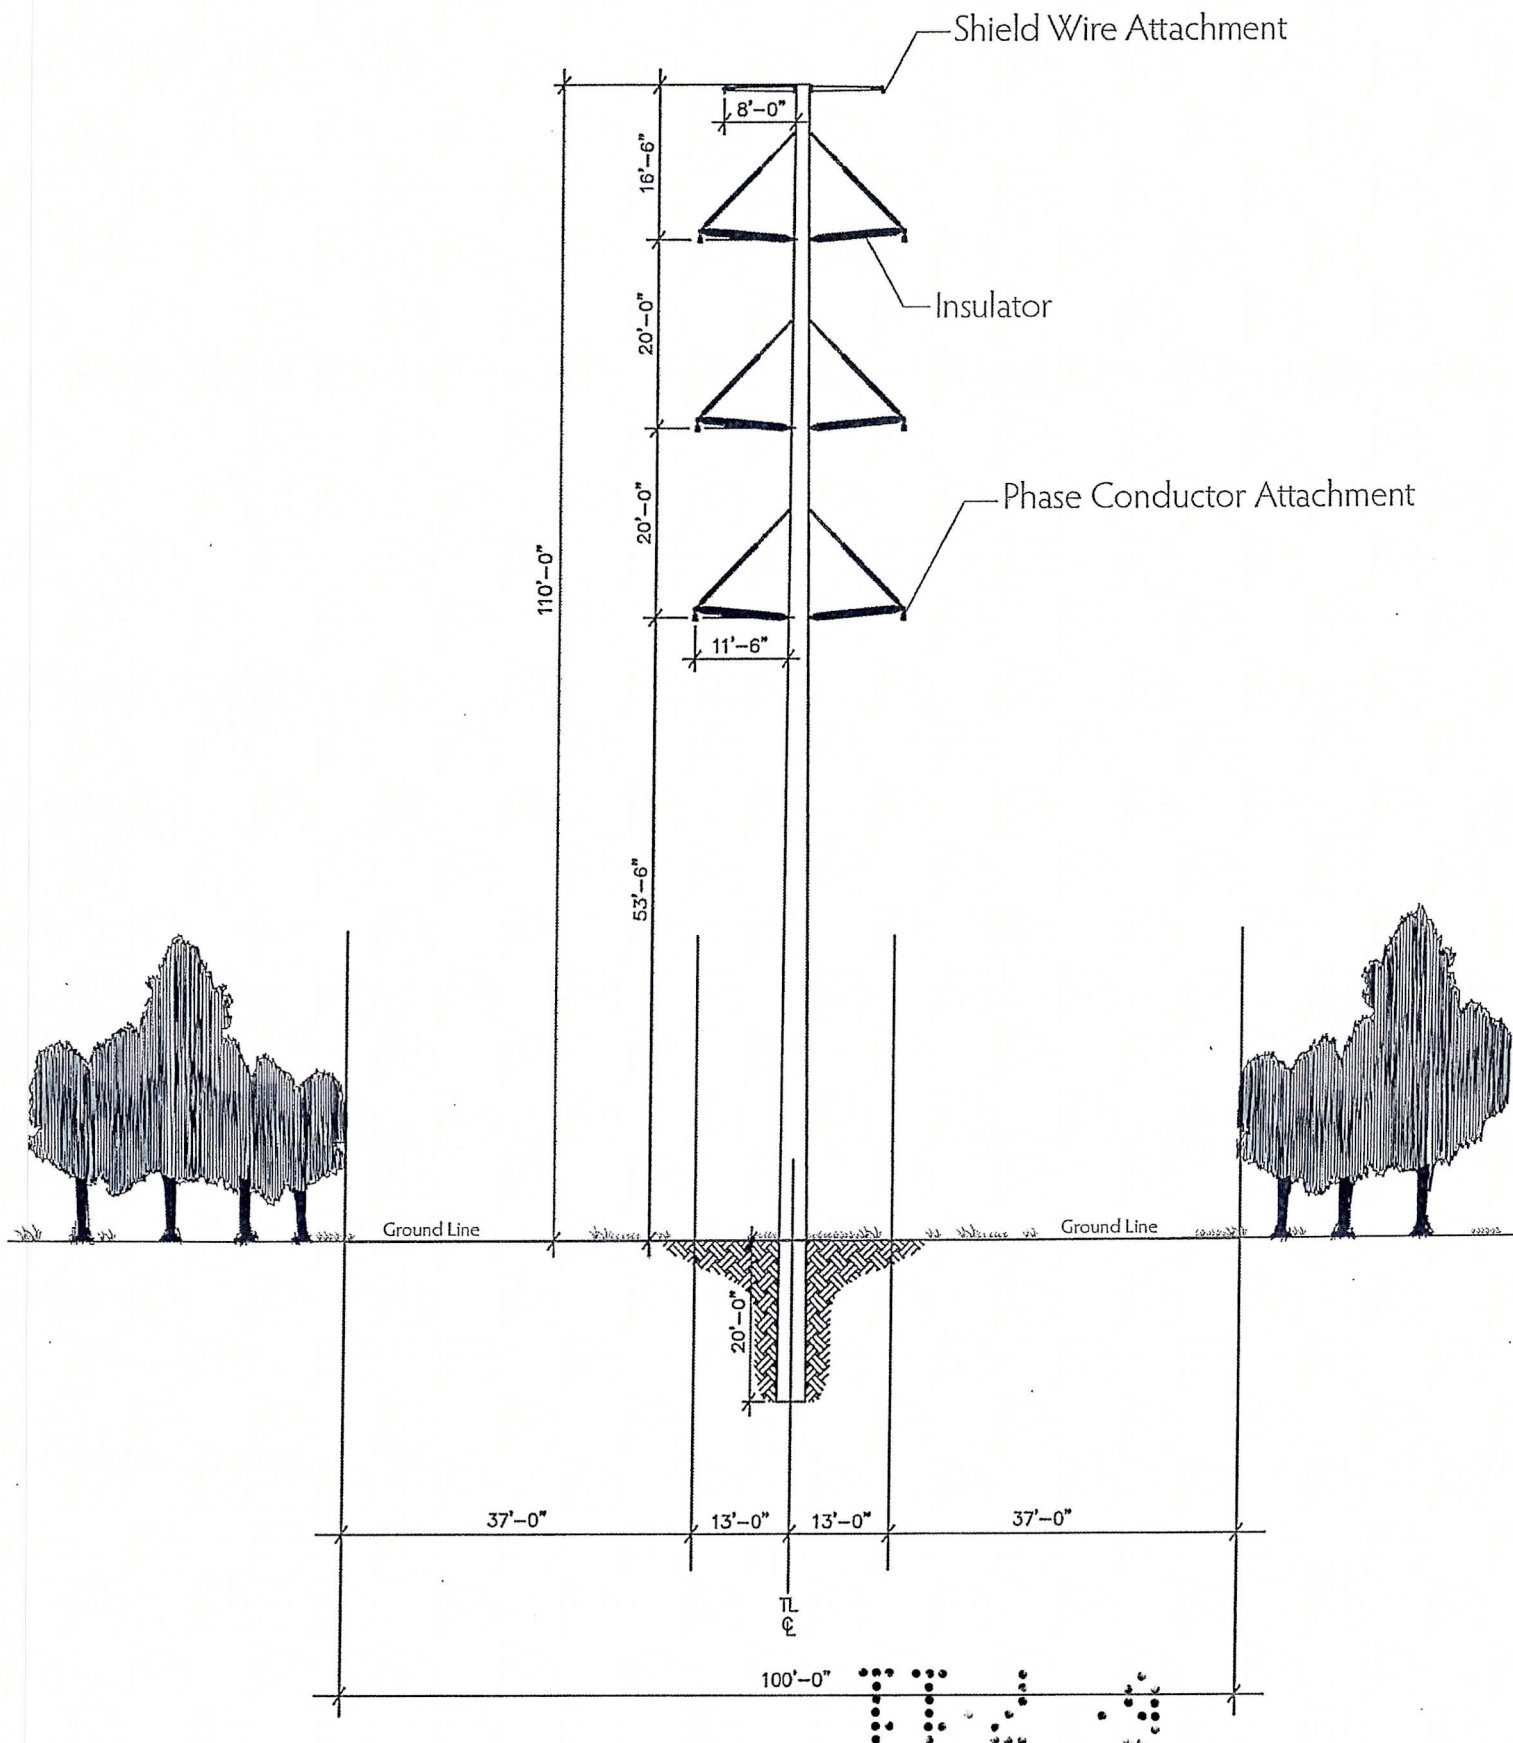 Shield Wire Attachment
8'-0"
16'-6"
Insulator
20'-0"
Phase Conductor Attachment
20'-0"
110'-0"
11'-6"
53'-6"
Ground Line
Ground Line
20'-0"
37'-0" 13'-0" 13'-0" 37'-0"
TL
℄
100'-0"